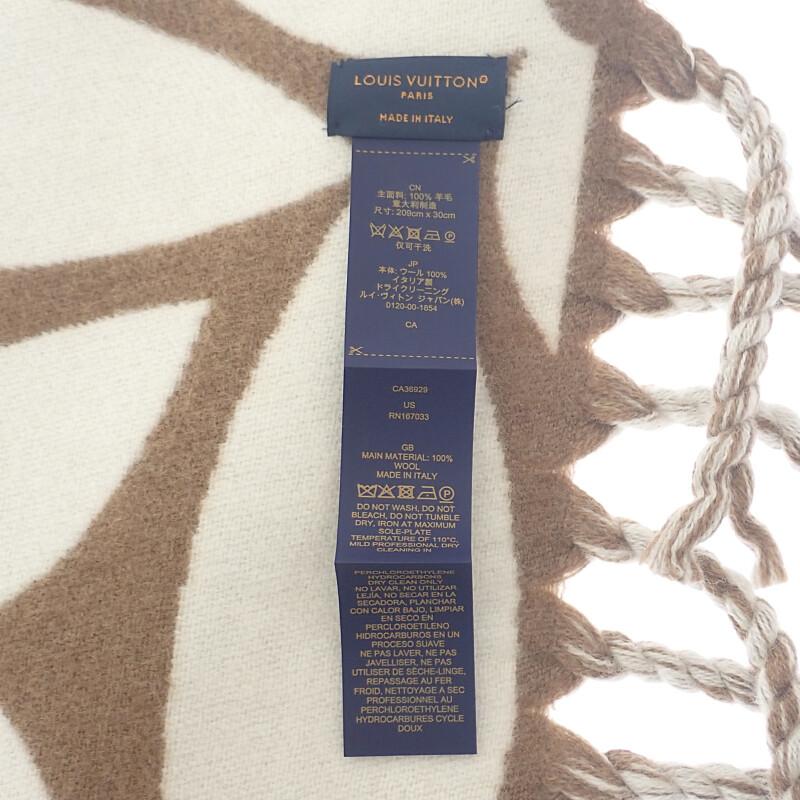 LOUIS VUITTON
PARIS
MADE IN ITALY
CN
主面料: 100% 羊毛
意大利制造
尺寸: 209cm x 30cm
P
仅可干洗
JP
本体: ウール 100%
イタリア製
ドライクリーニング
ルイ・ヴィトン ジャパン(株)
0120-00-1854
CA
CA36929
US
RN167033
GB
MAIN MATERIAL: 100%
WOOL
MADE IN ITALY
P
DO NOT WASH, DO NOT
BLEACH, DO NOT TUMBLE
DRY, IRON AT MAXIMUM
SOLE-PLATE
TEMPERATURE OF 110°C,
MILD PROFESSIONAL DRY
CLEANING IN
PERCHLOROETHYLENE
HYDROCARBONS
DRY CLEAN ONLY
NO LAVAR, NO UTILIZAR
LEJÍA, NO SECAR EN LA
SECADORA, PLANCHAR
CON CALOR BAJO, LIMPIAR
EN SECO EN
PERCLOROETILENO
HIDROCARBUROS EN UN
PROCESO SUAVE
NE PAS LAVER, NE PAS
JAVELLISER, NE PAS
UTILISER DE SÈCHE-LINGE,
REPASSAGE AU FER
FROID, NETTOYAGE A SEC
PROFESSIONNEL AU
PERCHLOROETHYLENE
HYDROCARBURES CYCLE
DOUX